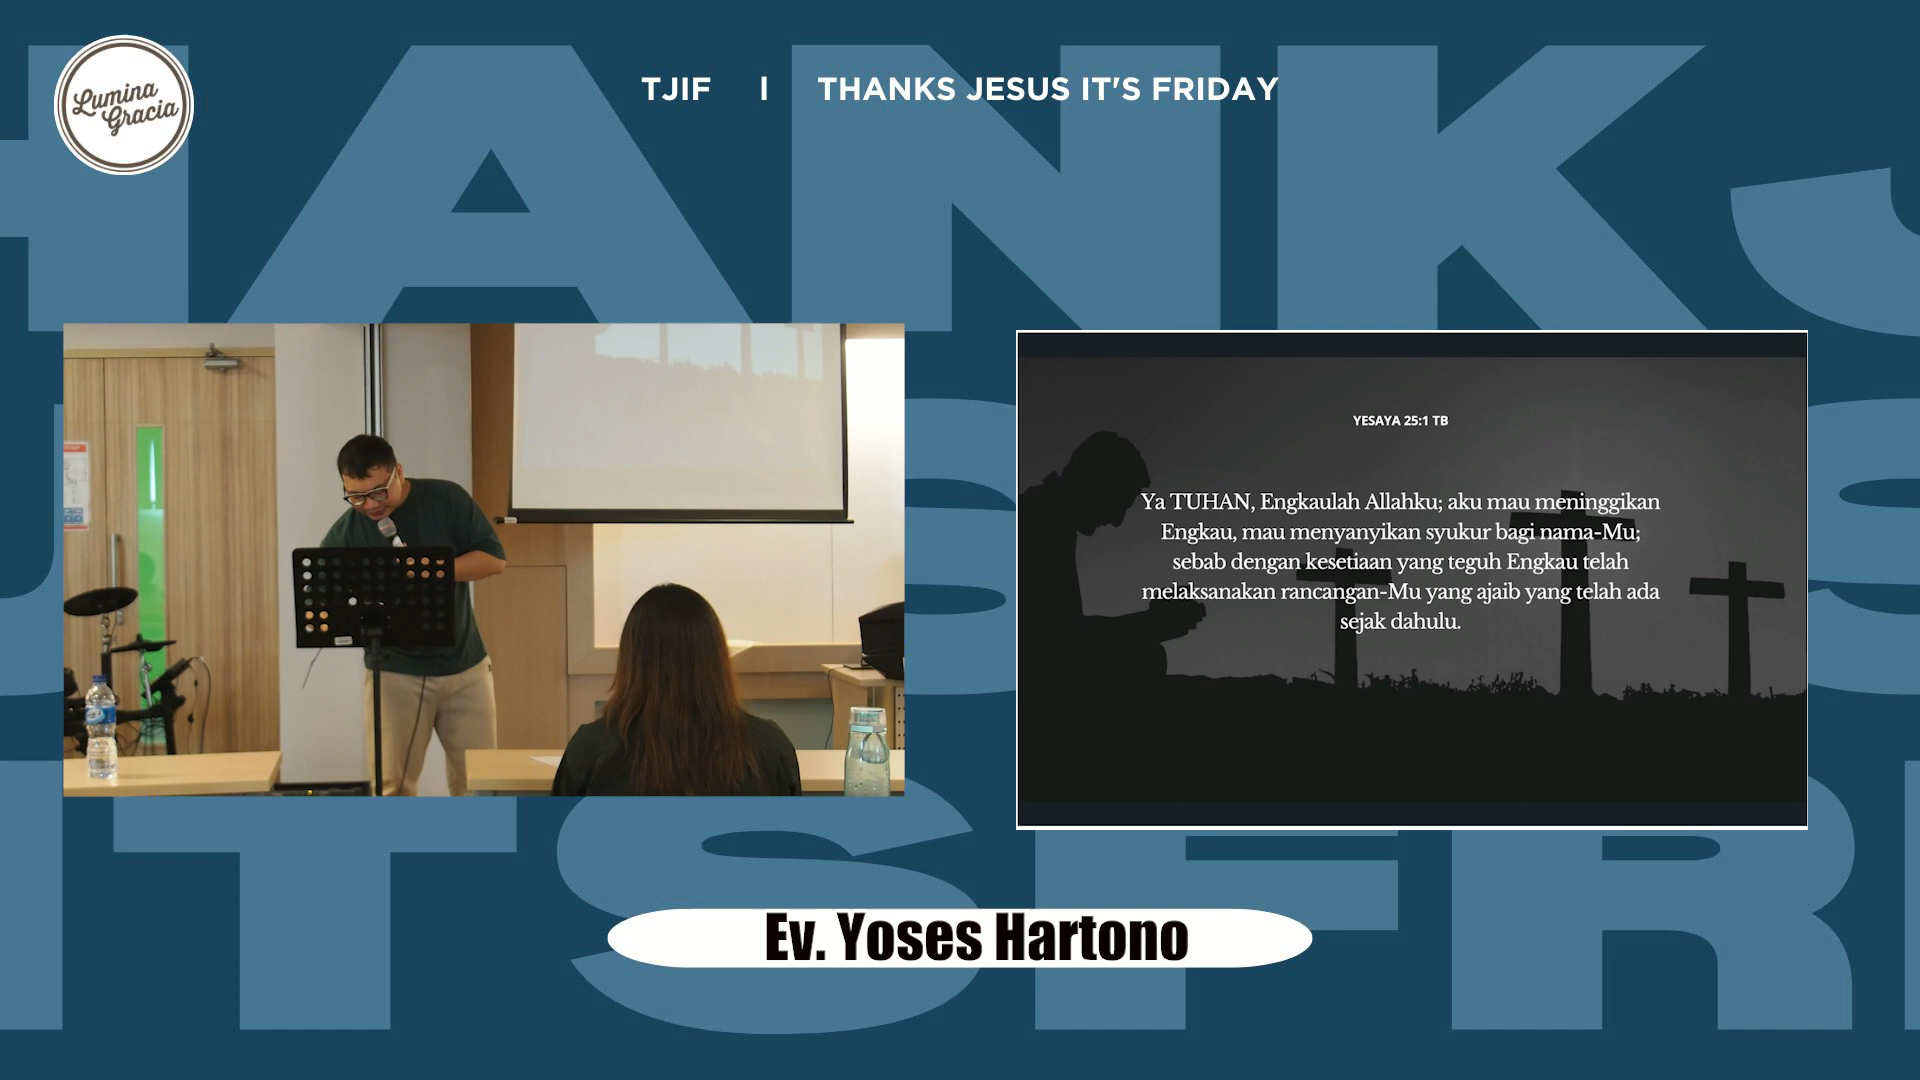 Lumina
Gracia
TJIF | THANKS JESUS IT'S FRIDAY
HANKJ
YESAYA 25:1 TB
Ya TUHAN, Engkaulah Allahku; aku mau meninggikan
Engkau, mau menyanyikan syukur bagi nama-Mu;
sebab dengan kesetiaan yang teguh Engkau telah
melaksanakan rancangan-Mu yang ajaib yang telah ada
sejak dahulu.
ITSFRI
Ev. Yoses Hartono